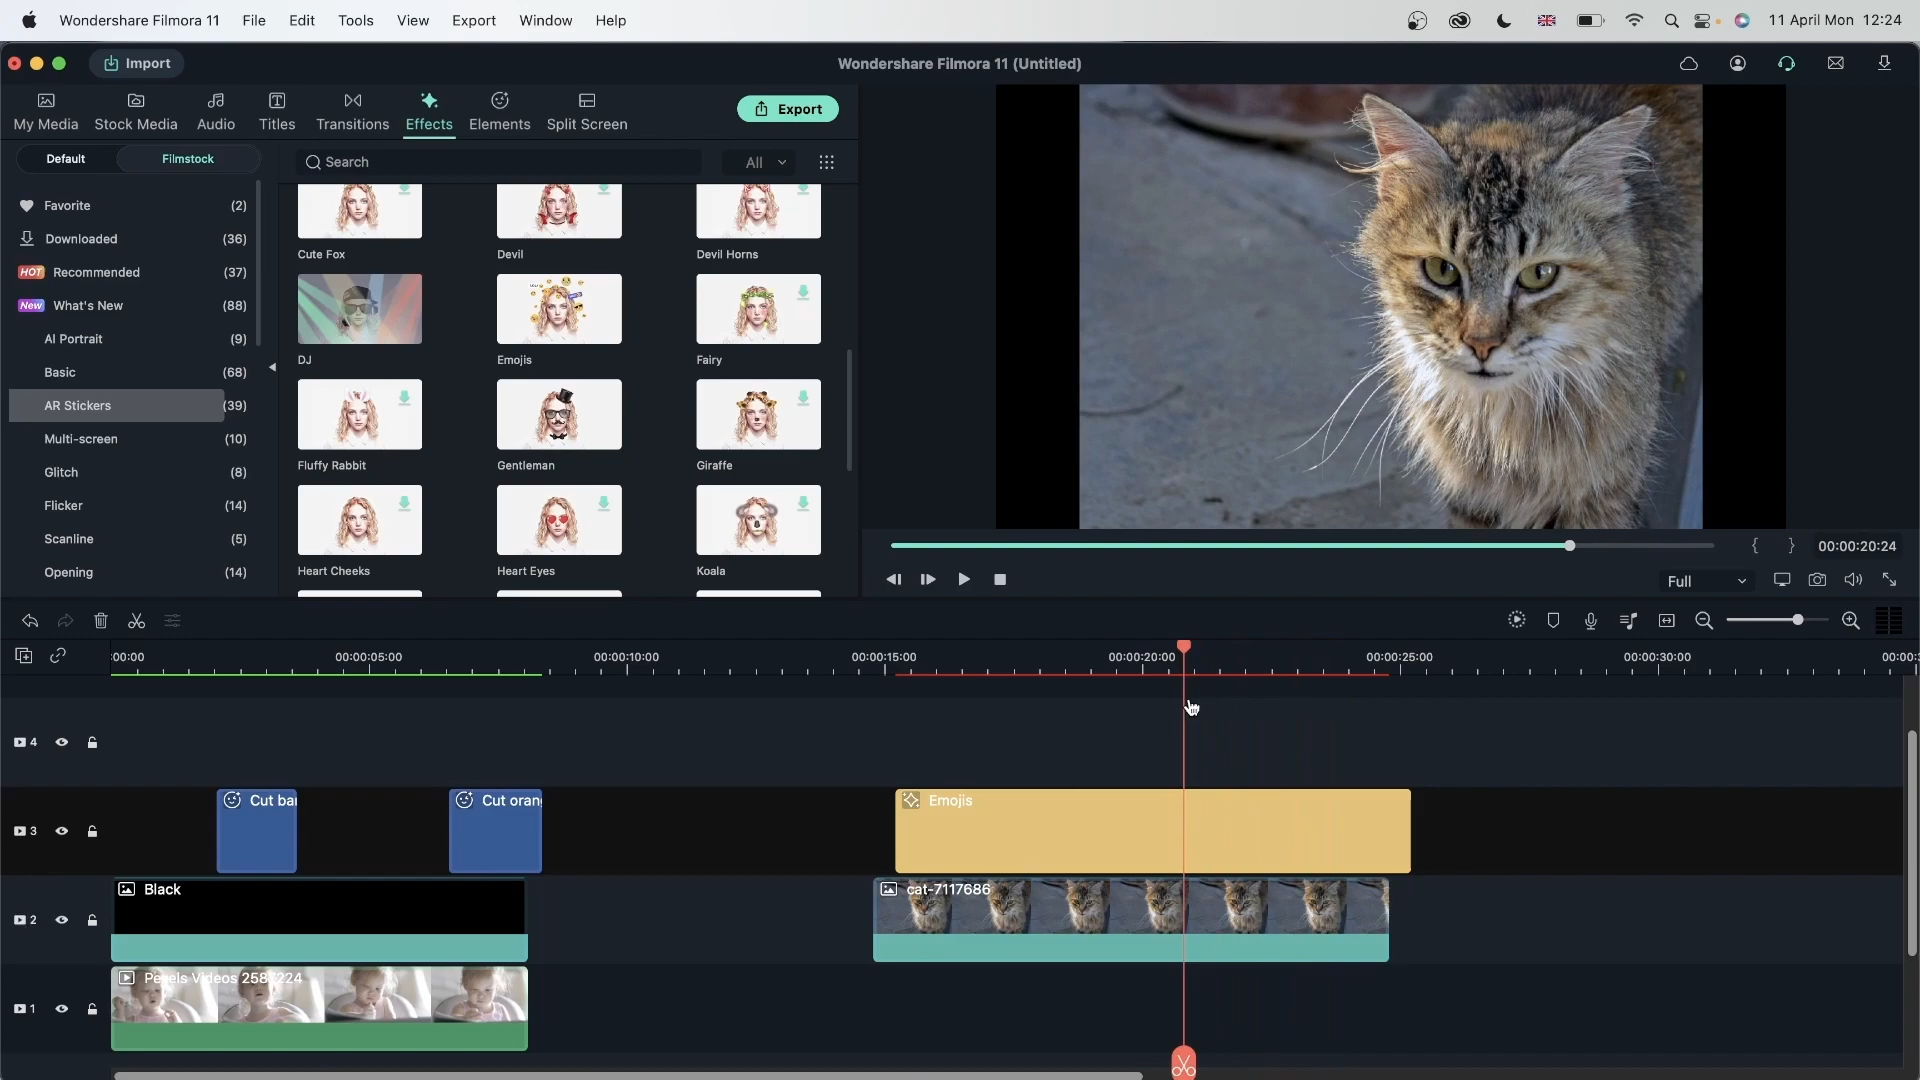 Wondershare Filmora 11 File Edit Tools View Export Window Help 11 April Mon 12:24
Import Wondershare Filmora 11 (Untitled)
My Media Stock Media Audio Titles Transitions Effects Elements Split Screen Export
Default Filmstock Search All
Favorite (2)
Downloaded (36)
HOT Recommended (37)
New What's New (88)
AI Portrait (9)
Basic (68)
AR Stickers (39)
Multi-screen (10)
Glitch (8)
Flicker (14)
Scanline (5)
Opening (14)
Cute Fox Devil Devil Horns
DJ Emojis Fairy
Fluffy Rabbit Gentleman Giraffe
Heart Cheeks Heart Eyes Koala
{ } 00:00:20:24
Full
:00:00 00:00:05:00 00:00:10:00 00:00:15:00 00:00:20:00 00:00:25:00 00:00:30:00 00:00:
4
3 Cut ba Cut oran Emojis
2 Black cat-7117686
1 Pexels Videos 258 224